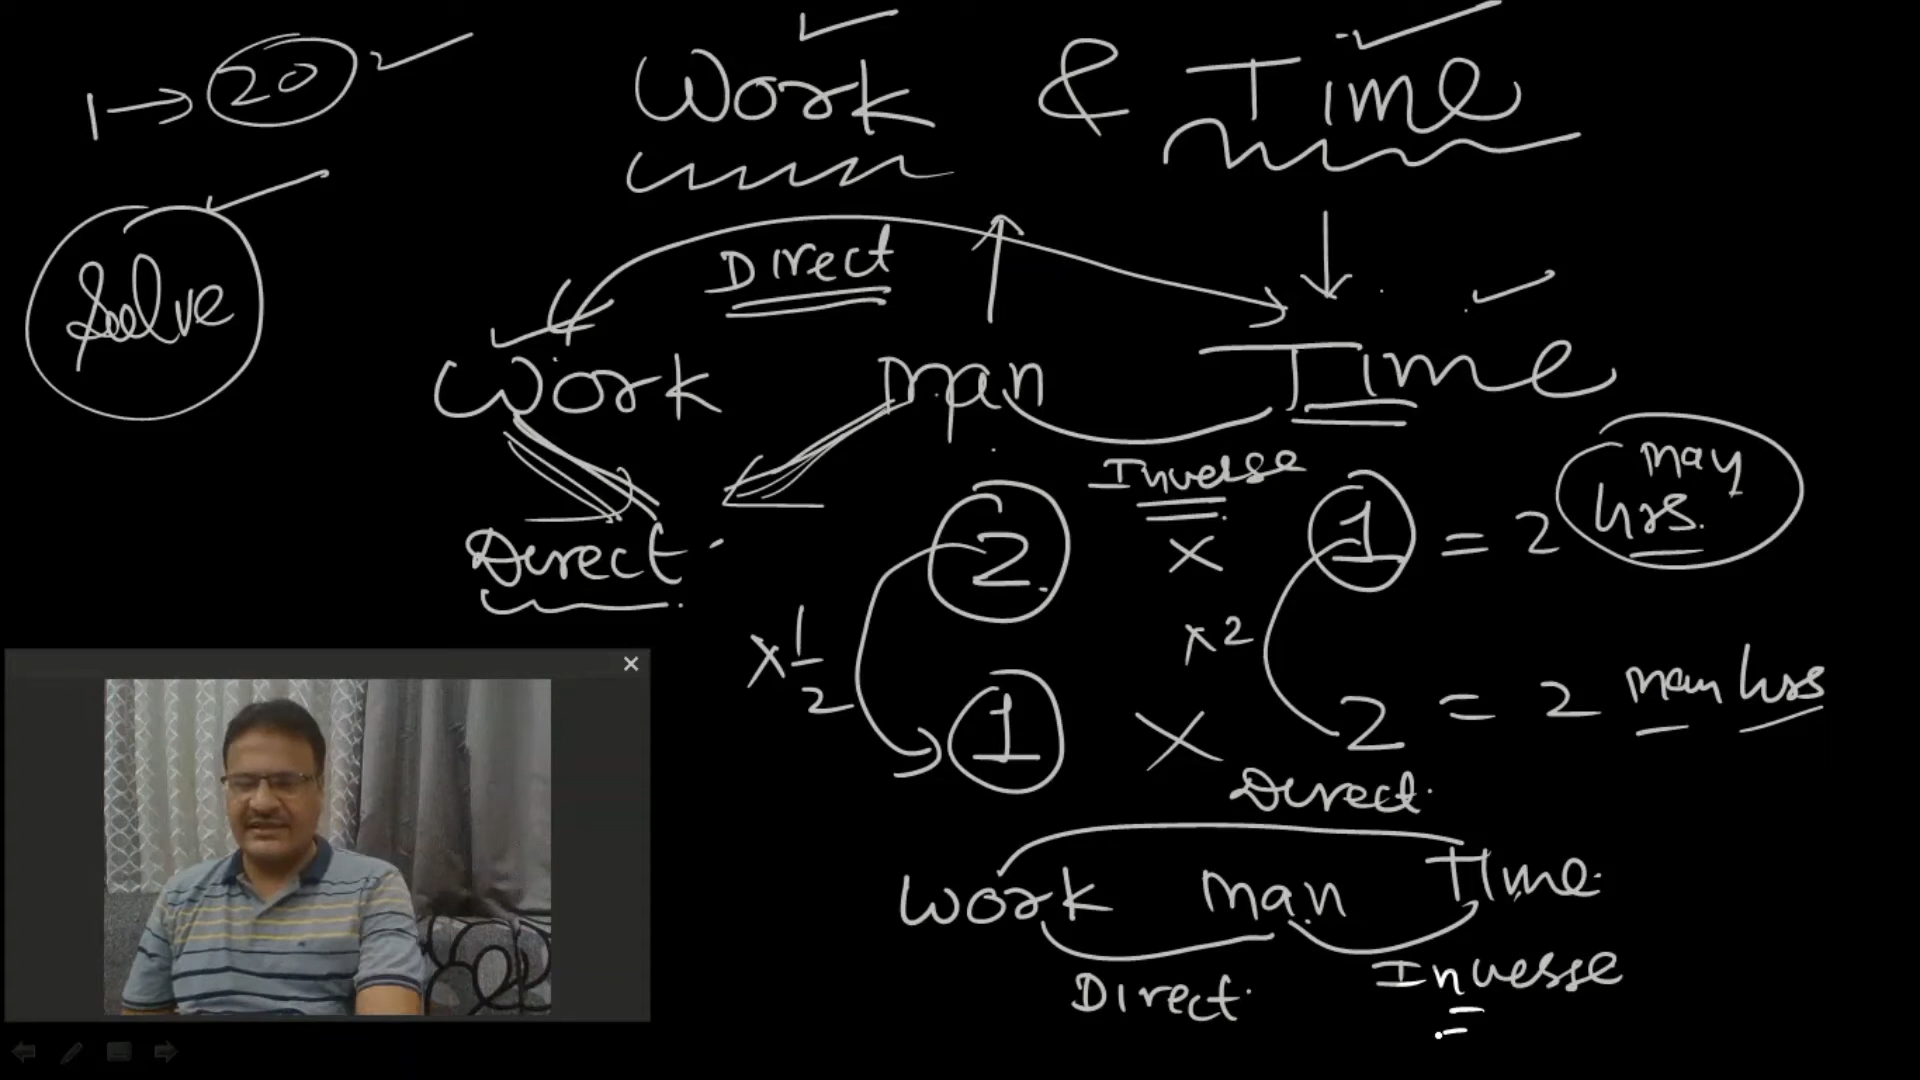 1 → 20
Work & Time
Solve
Direct
Work man Time
Inverse
Direct
2 × 1 = 2 man hrs.
×1/2
×2
1 × 2 = 2 man hrs
Direct.
Work man Time.
Direct.
Inverse